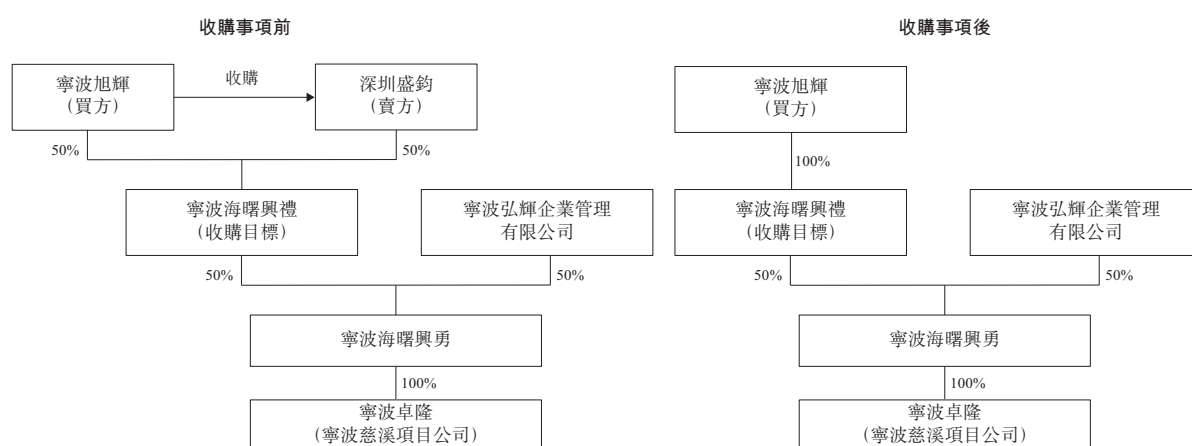 收購事項前
寧波旭輝
(買方)
收購
深圳盛鈞
(賣方)
50%
50%
寧波海曙興禮
(收購目標)
寧波弘輝企業管理
有限公司
50%
50%
寧波海曙興勇
100%
寧波卓隆
(寧波慈溪項目公司)
收購事項後
寧波旭輝
(買方)
100%
寧波海曙興禮
(收購目標)
寧波弘輝企業管理
有限公司
50%
50%
寧波海曙興勇
100%
寧波卓隆
(寧波慈溪項目公司)